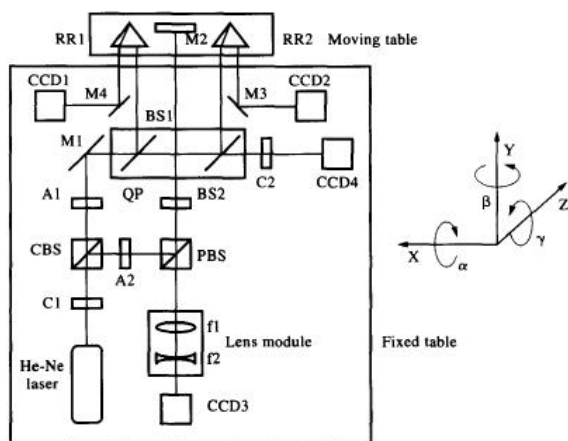 RR1
M2
RR2
Moving table
CCD1
CCD2
M4
M3
BS1
M1
C2
CCD4
A1
QP
BS2
CBS
A2
PBS
C1
f1
Lens module
f2
Fixed table
He-Ne
laser
CCD3
Y
Z
β
γ
X
α